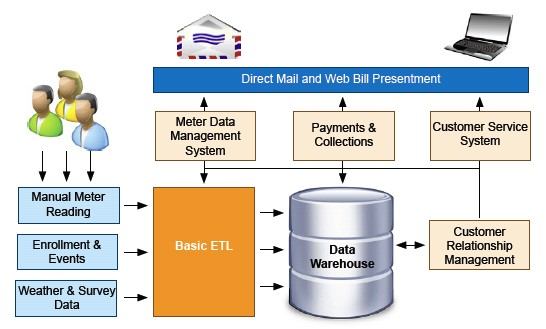 Direct Mail and Web Bill Presentment
Meter Data
Management
System
Payments &
Collections
Customer Service
System
Manual Meter
Reading
Enrollment &
Events
Weather & Survey
Data
Basic ETL
Data
Warehouse
Customer
Relationship
Management